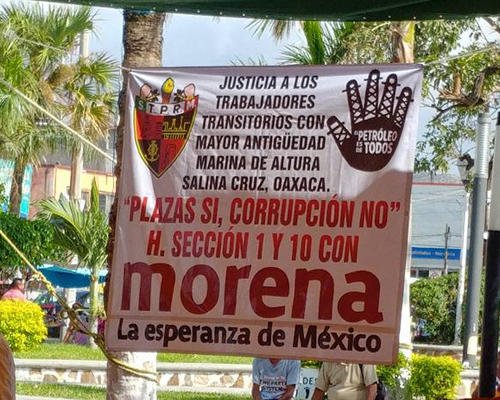 JUSTICIA A LOS
TRABAJADORES
TRANSITORIOS CON
MAYOR ANTIGÜEDAD
MARINA DE ALTURA
SALINA CRUZ, OAXACA.
"PLAZAS SI, CORRUPCIÓN NO"
H. SECCIÓN 1 Y 10 CON
morena
La esperanza de México
EL PETRÓLEO
ES DE
TODOS